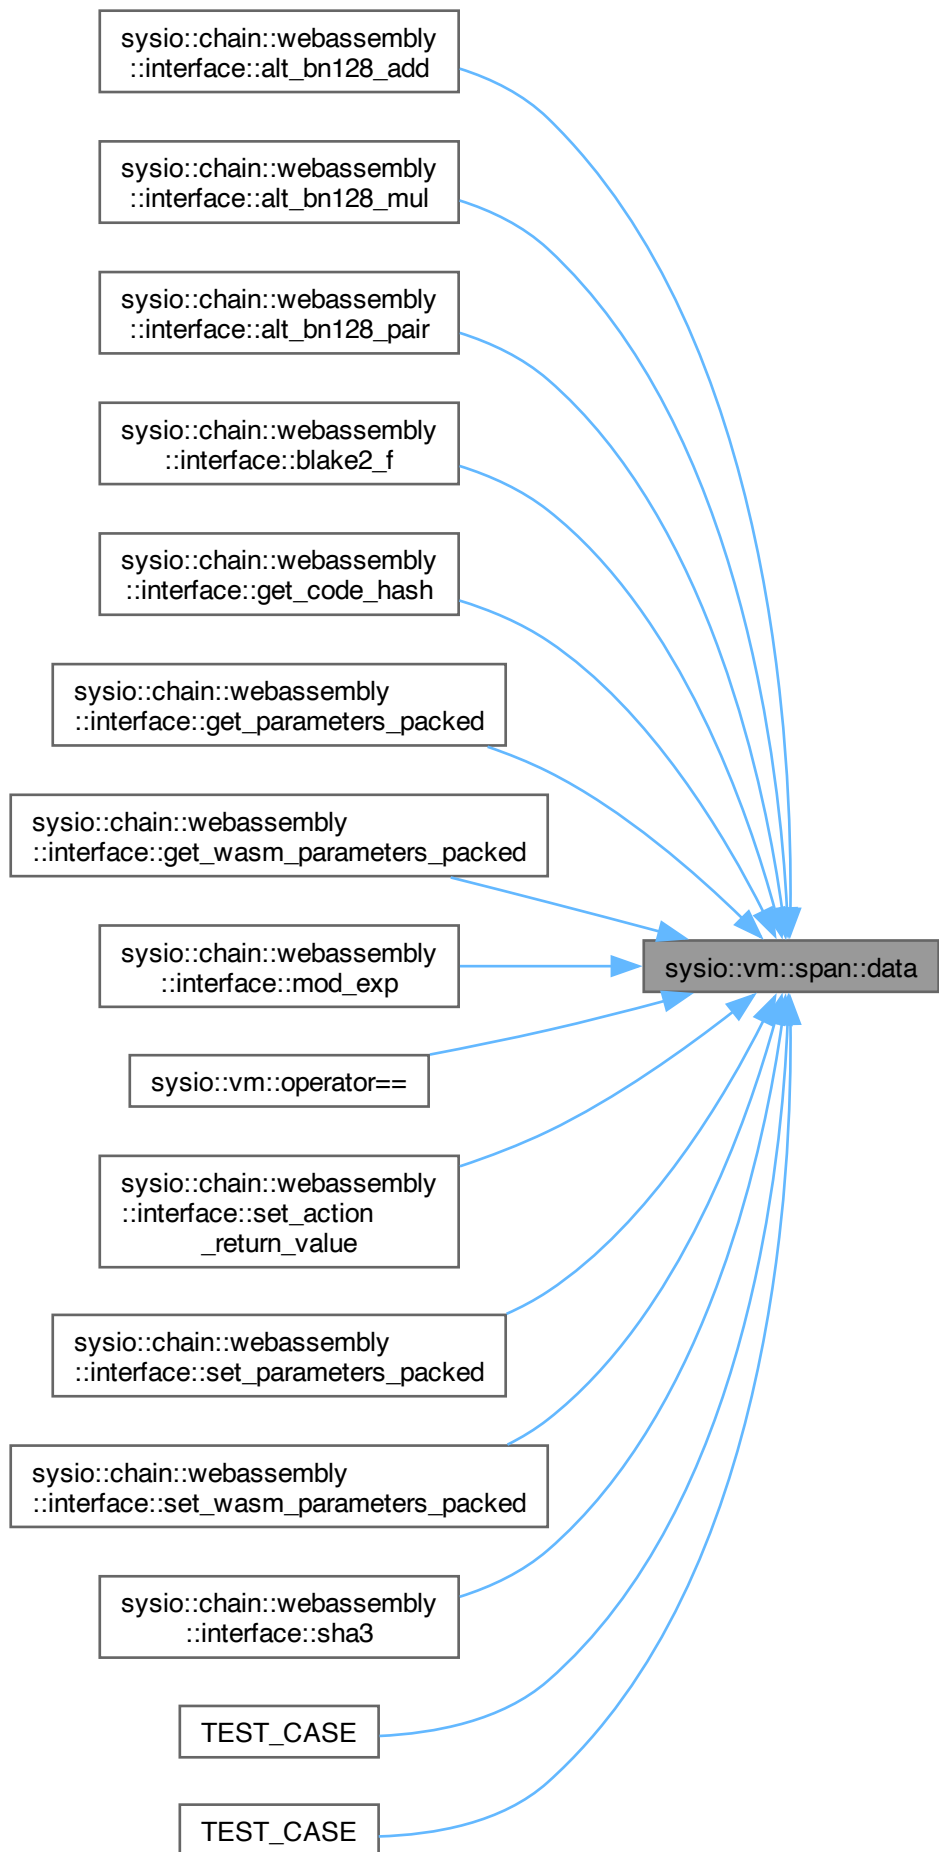 sysio::chain::webassembly
::interface::alt_bn128_add
sysio::chain::webassembly
::interface::alt_bn128_mul
sysio::chain::webassembly
::interface::alt_bn128_pair
sysio::chain::webassembly
::interface::blake2_f
sysio::chain::webassembly
::interface::get_code_hash
sysio::chain::webassembly
::interface::get_parameters_packed
sysio::chain::webassembly
::interface::get_wasm_parameters_packed
sysio::chain::webassembly
::interface::mod_exp
sysio::vm::span::data
sysio::vm::operator==
sysio::chain::webassembly
::interface::set_action
_return_value
sysio::chain::webassembly
::interface::set_parameters_packed
sysio::chain::webassembly
::interface::set_wasm_parameters_packed
sysio::chain::webassembly
::interface::sha3
TEST_CASE
TEST_CASE